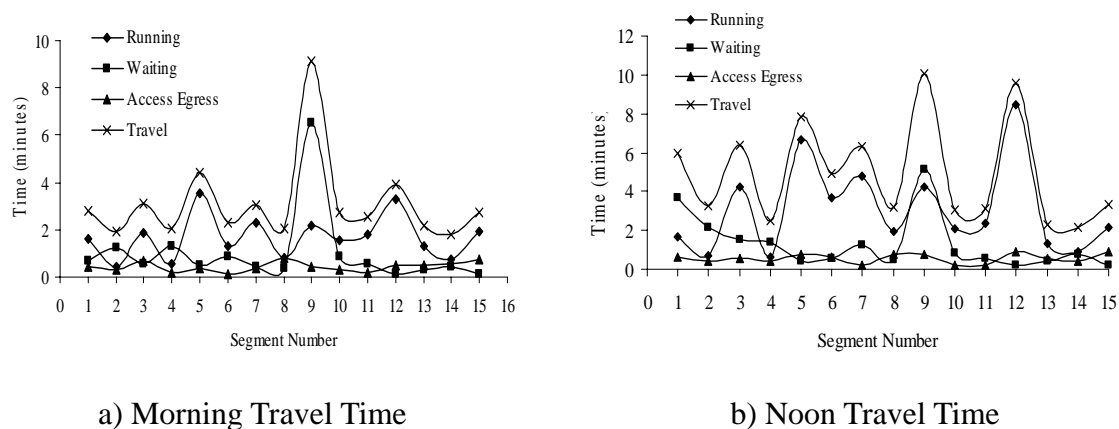 10
8
6
4
2
0
Time (minutes)
Running
Waiting
Access Egress
Travel
0 1 2 3 4 5 6 7 8 9 10 11 12 13 14 15 16
Segment Number
a) Morning Travel Time
12
10
8
6
4
2
0
Time (minutes)
Running
Waiting
Access Egress
Travel
0 1 2 3 4 5 6 7 8 9 10 11 12 13 14 15
Segment Number
b) Noon Travel Time